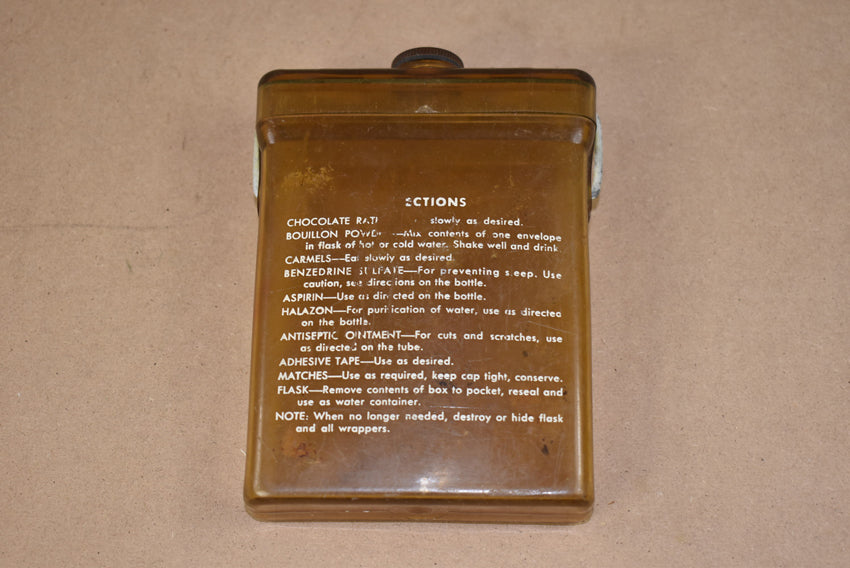 CTIONS
CHOCOLATE RATI slowly as desired.
BOUILLON POWD —Mix contents of one envelope
in flask of hot or cold water. Shake well and drink.
CARMELS—Eat slowly as desired.
BENZEDRINE SULFATE—For preventing sleep. Use
caution, see directions on the bottle.
ASPIRIN—Use as directed on the bottle.
HALAZON—For purification of water, use as directed
on the bottle.
ANTISEPTIC OINTMENT—For cuts and scratches, use
as directed on the tube.
ADHESIVE TAPE—Use as desired.
MATCHES—Use as required, keep cap tight, conserve.
FLASK—Remove contents of box to pocket, reseal and
use as water container.
NOTE: When no longer needed, destroy or hide flask
and all wrappers.